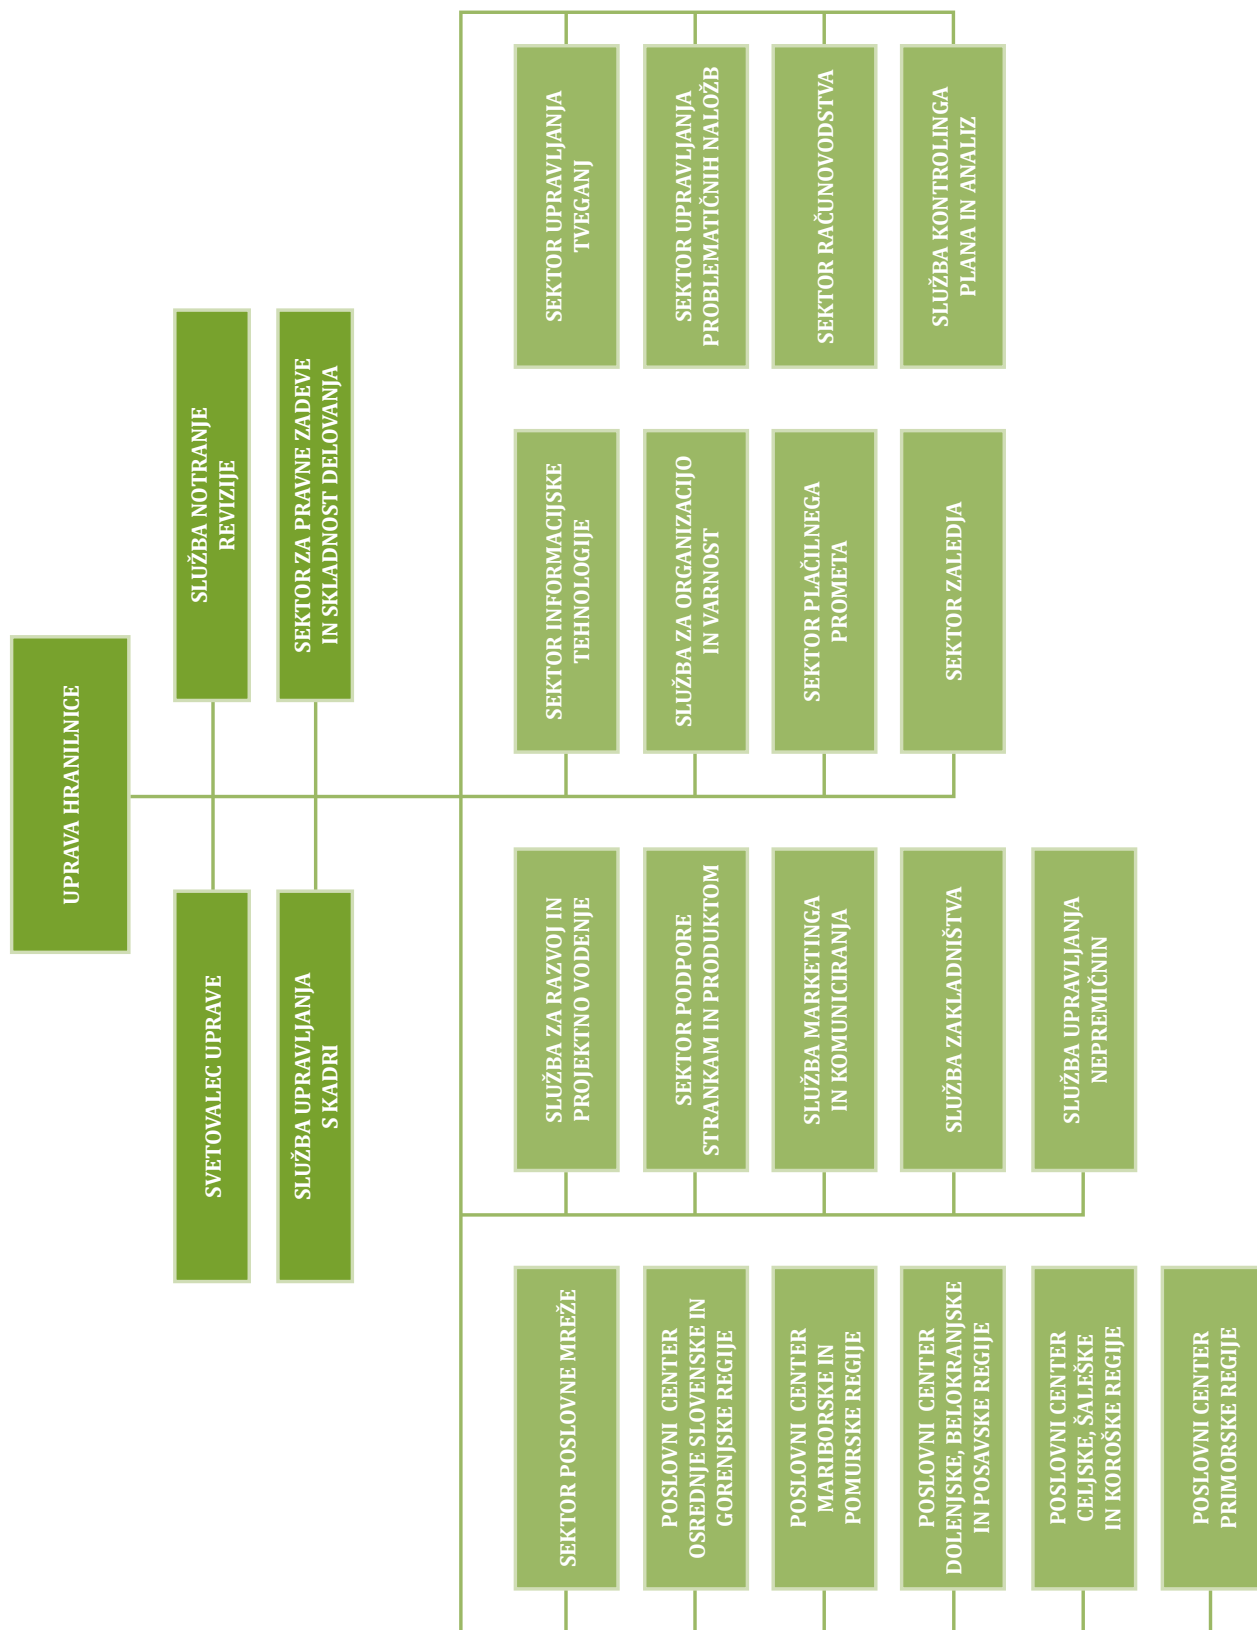 UPRAVA HRANILNICE
SVETOVALEC UPRAVE
SLUŽBA NOTRANJE
REVIZIJE
SLUŽBA UPRAVLJANJA
S KADRI
SEKTOR ZA PRAVNE ZADEVE
IN SKLADNOST DELOVANJA
SEKTOR POSLOVNE MREŽE
POSLOVNI CENTER
OSREDNJE SLOVENSKE IN
GORENJSKE REGIJE
POSLOVNI CENTER
MARIBORSKE IN
POMURSKE REGIJE
POSLOVNI CENTER
DOLENJSKE, BELOKRANJSKE
IN POSAVSKE REGIJE
POSLOVNI CENTER
CELJSKE, ŠALEŠKE
IN KOROŠKE REGIJE
POSLOVNI CENTER
PRIMORSKE REGIJE
SLUŽBA ZA RAZVOJ IN
PROJEKTNO VODENJE
SEKTOR PODPORE
STRANKAM IN PRODUKTOM
SLUŽBA MARKETINGA
IN KOMUNICIRANJA
SLUŽBA ZAKLADNIŠTVA
SLUŽBA UPRAVLJANJA
NEPREMIČNIN
SEKTOR INFORMACIJSKE
TEHNOLOGIJE
SLUŽBA ZA ORGANIZACIJO
IN VARNOST
SEKTOR PLAČILNEGA
PROMETA
SEKTOR ZALEDJA
SEKTOR UPRAVLJANJA
TVEGANJ
SEKTOR UPRAVLJANJA
PROBLEMATIČNIH NALOŽB
SEKTOR RAČUNOVODSTVA
SLUŽBA KONTROLINGA
PLANA IN ANALIZ